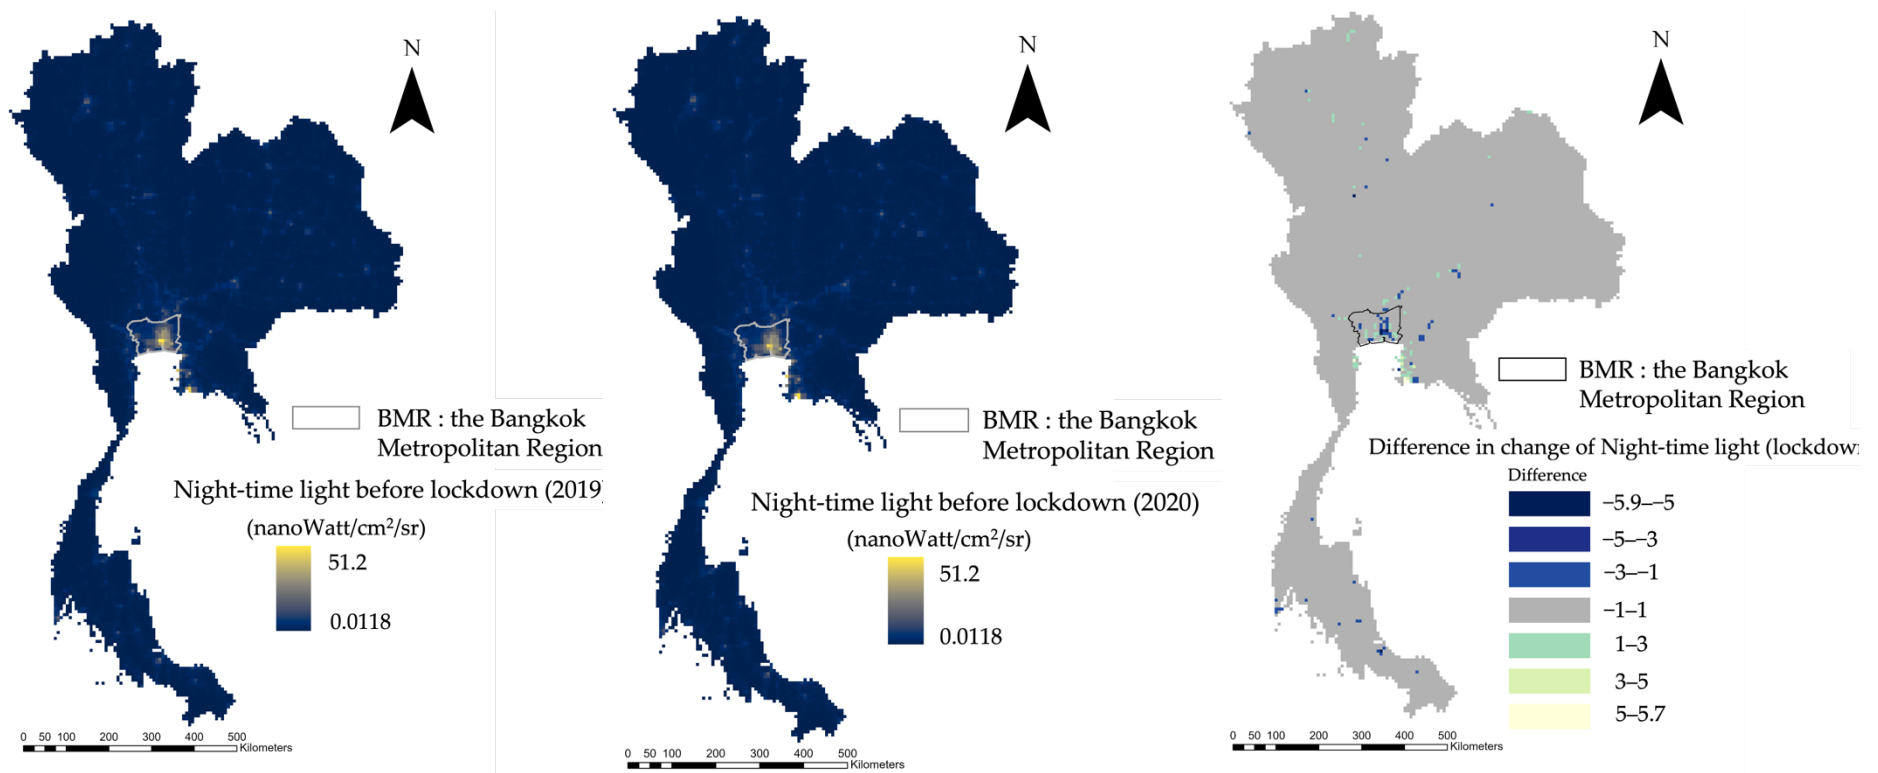 N
BMR : the Bangkok
Metropolitan Region
Night-time light before lockdown (2019)
(nanoWatt/cm²/sr)
51.2
0.0118
0 50 100 200 300 400 500
Kilometers
N
BMR : the Bangkok
Metropolitan Region
Night-time light before lockdown (2020)
(nanoWatt/cm²/sr)
51.2
0.0118
0 50 100 200 300 400 500
Kilometers
N
BMR : the Bangkok
Metropolitan Region
Difference in change of Night-time light (lockdow
Difference
−5.9–−5
−5–−3
−3–−1
−1–1
1–3
3–5
5–5.7
0 50 100 200 300 400 500
Kilometers